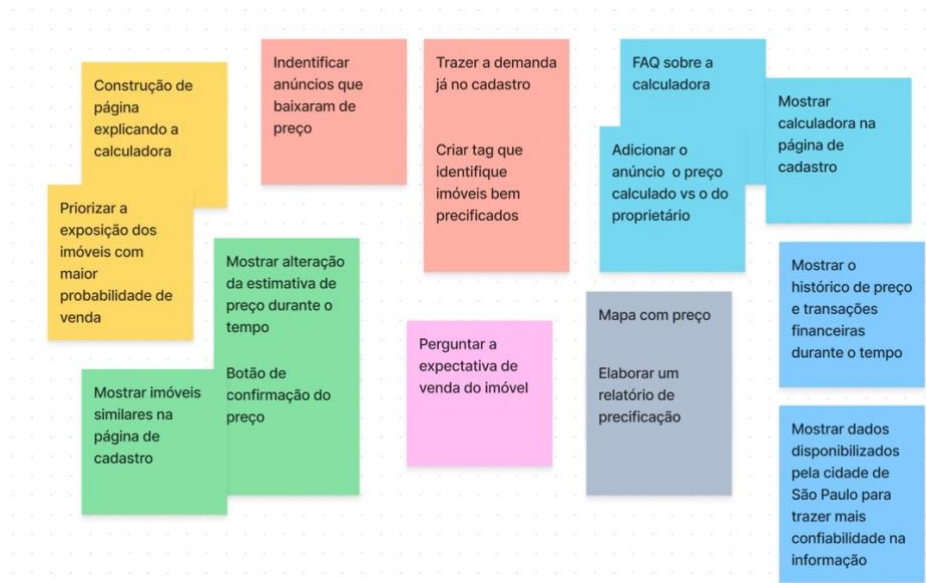 Construção de
página
explicando a
calculadora
Priorizar a
exposição dos
imóveis com
maior
probabilidade de
venda
Indentificar
anúncios que
baixaram de
preço
Trazer a demanda
já no cadastro
Criar tag que
identifique
imóveis bem
precificados
FAQ sobre a
calculadora
Adicionar o
anúncio o preço
calculado vs o do
proprietário
Mostrar
calculadora na
página de
cadastro
Mostrar alteração
da estimativa de
preço durante o
tempo
Botão de
confirmação do
preço
Mostrar imóveis
similares na
página de
cadastro
Perguntar a
expectativa de
venda do imóvel
Mapa com preço
Elaborar um
relatório de
precificação
Mostrar o
histórico de preço
e transações
financeiras
durante o tempo
Mostrar dados
disponibilizados
pela cidade de
São Paulo para
trazer mais
confiabilidade na
informação